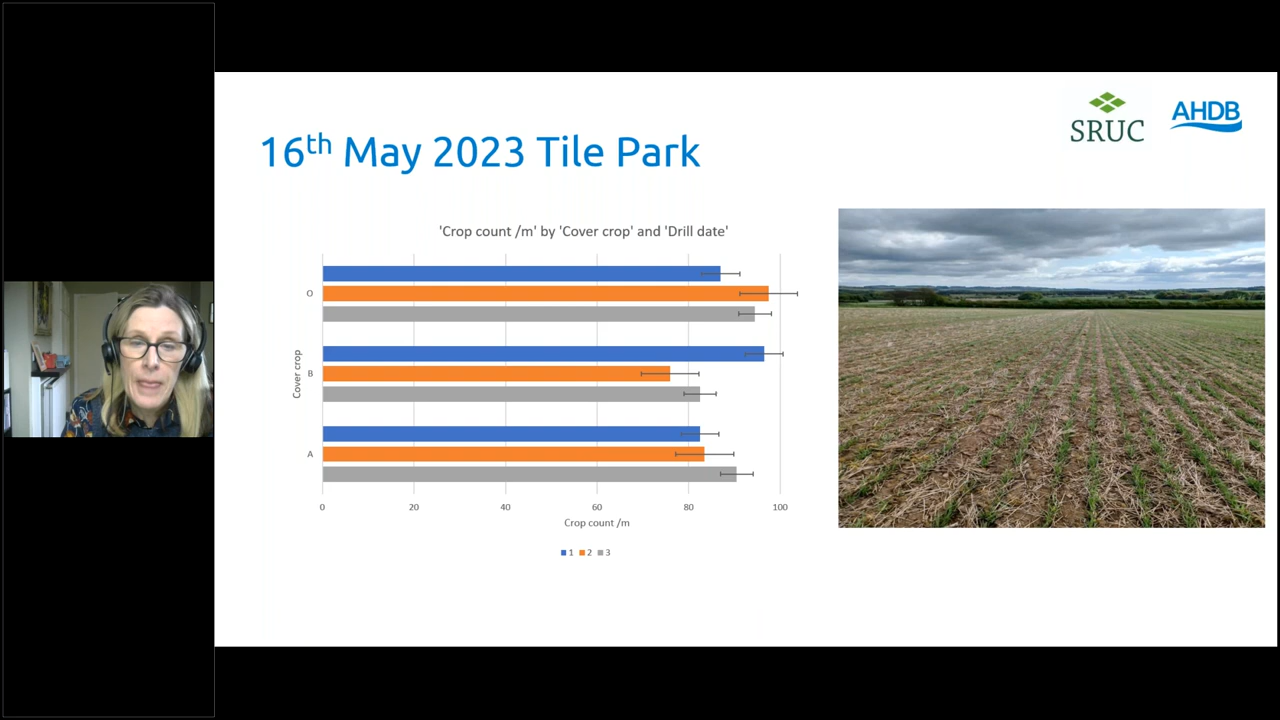 SRUC
AHDB
16th May 2023 Tile Park
'Crop count /m' by 'Cover crop' and 'Drill date'
Cover crop
O
B
A
0 20 40 60 80 100
Crop count /m
1 2 3